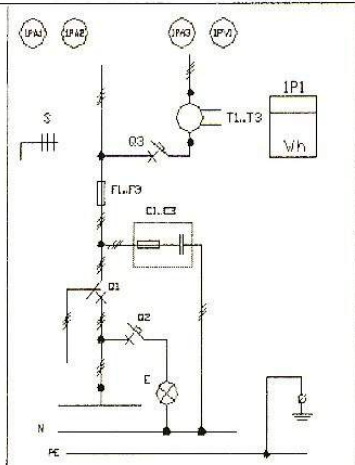 1PA1 1PA2 1PA3 1PV1
1P1
Wh
T1..T3
S
Q3
F1..F3
C1..C3
Q1
Q2
E
N
PE